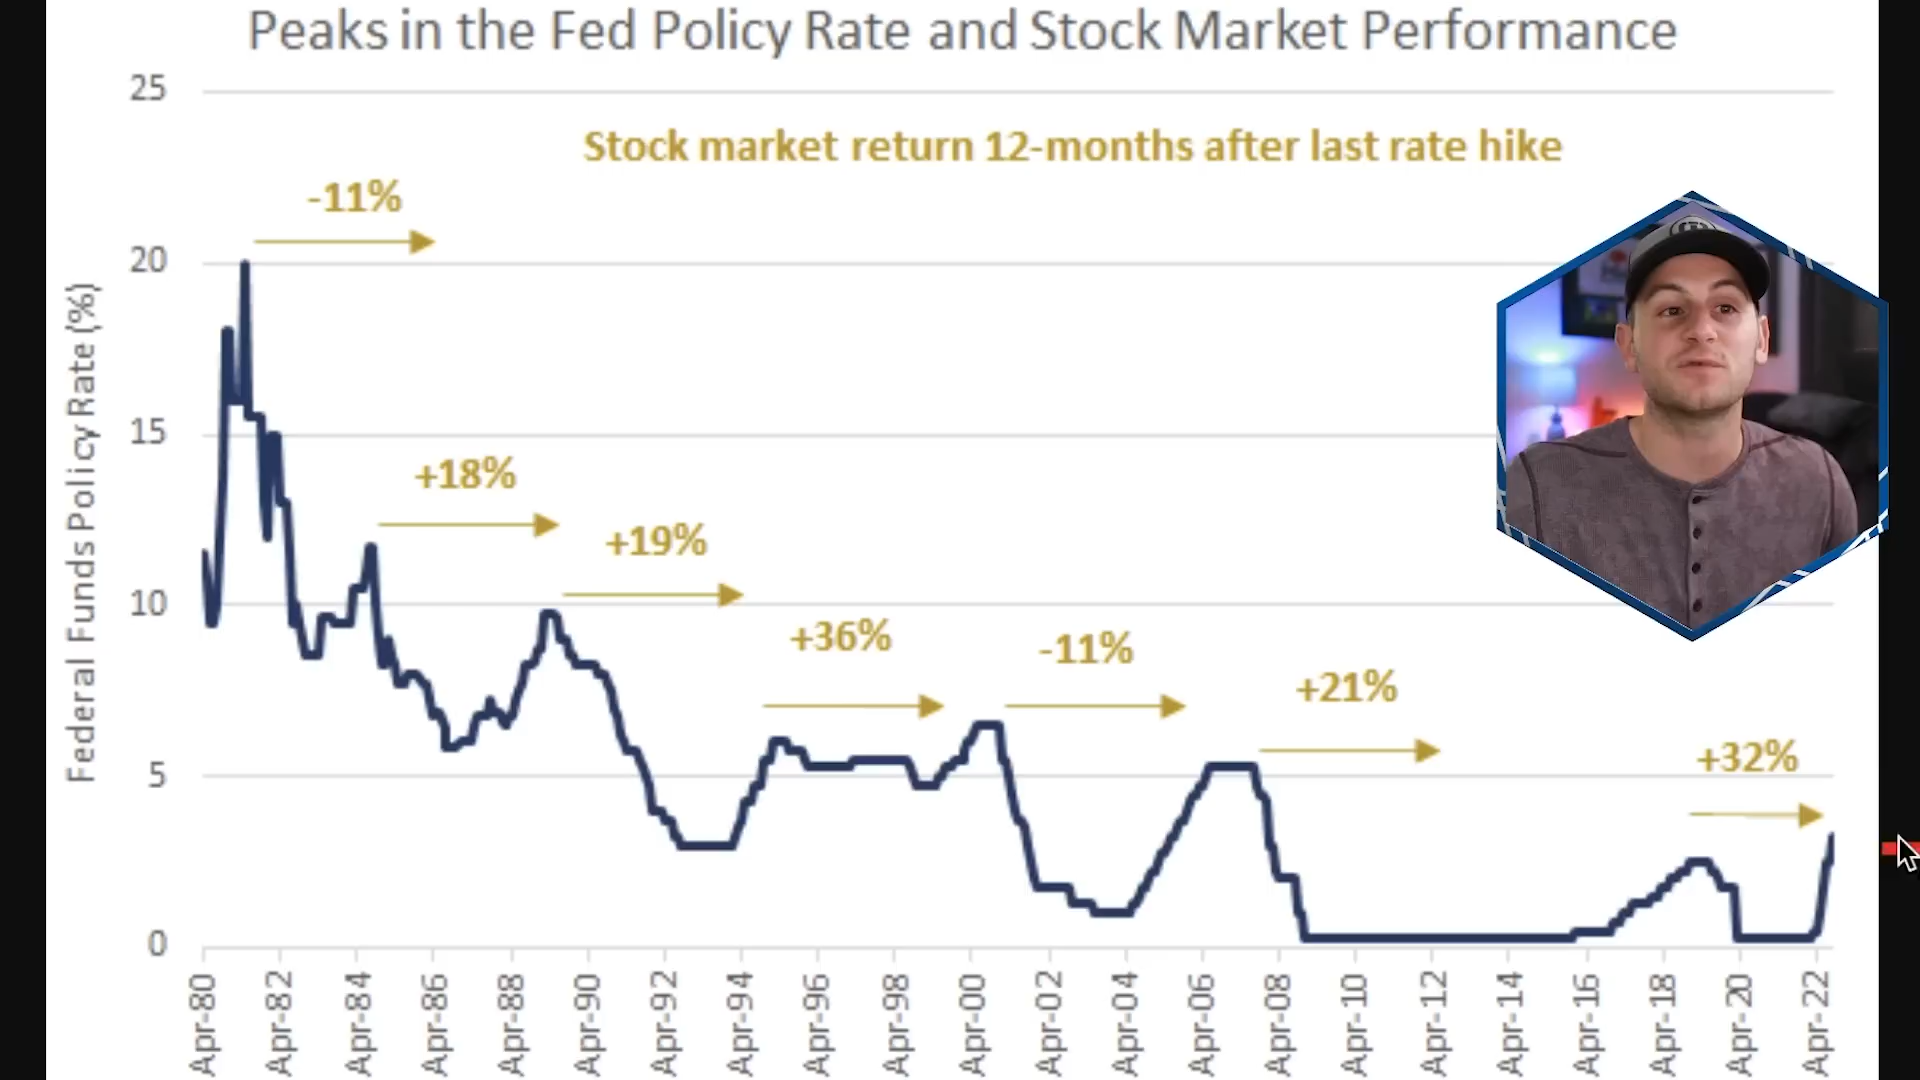 Peaks in the Fed Policy Rate and Stock Market Performance
25
Stock market return 12-months after last rate hike
-11%
20
15
+18%
+19%
10
+36%
-11%
+21%
+32%
5
0
Federal Funds Policy Rate (%)
Apr-80
Apr-82
Apr-84
Apr-86
Apr-88
Apr-90
Apr-92
Apr-94
Apr-96
Apr-98
Apr-00
Apr-02
Apr-04
Apr-06
Apr-08
Apr-10
Apr-12
Apr-14
Apr-16
Apr-18
Apr-20
Apr-22